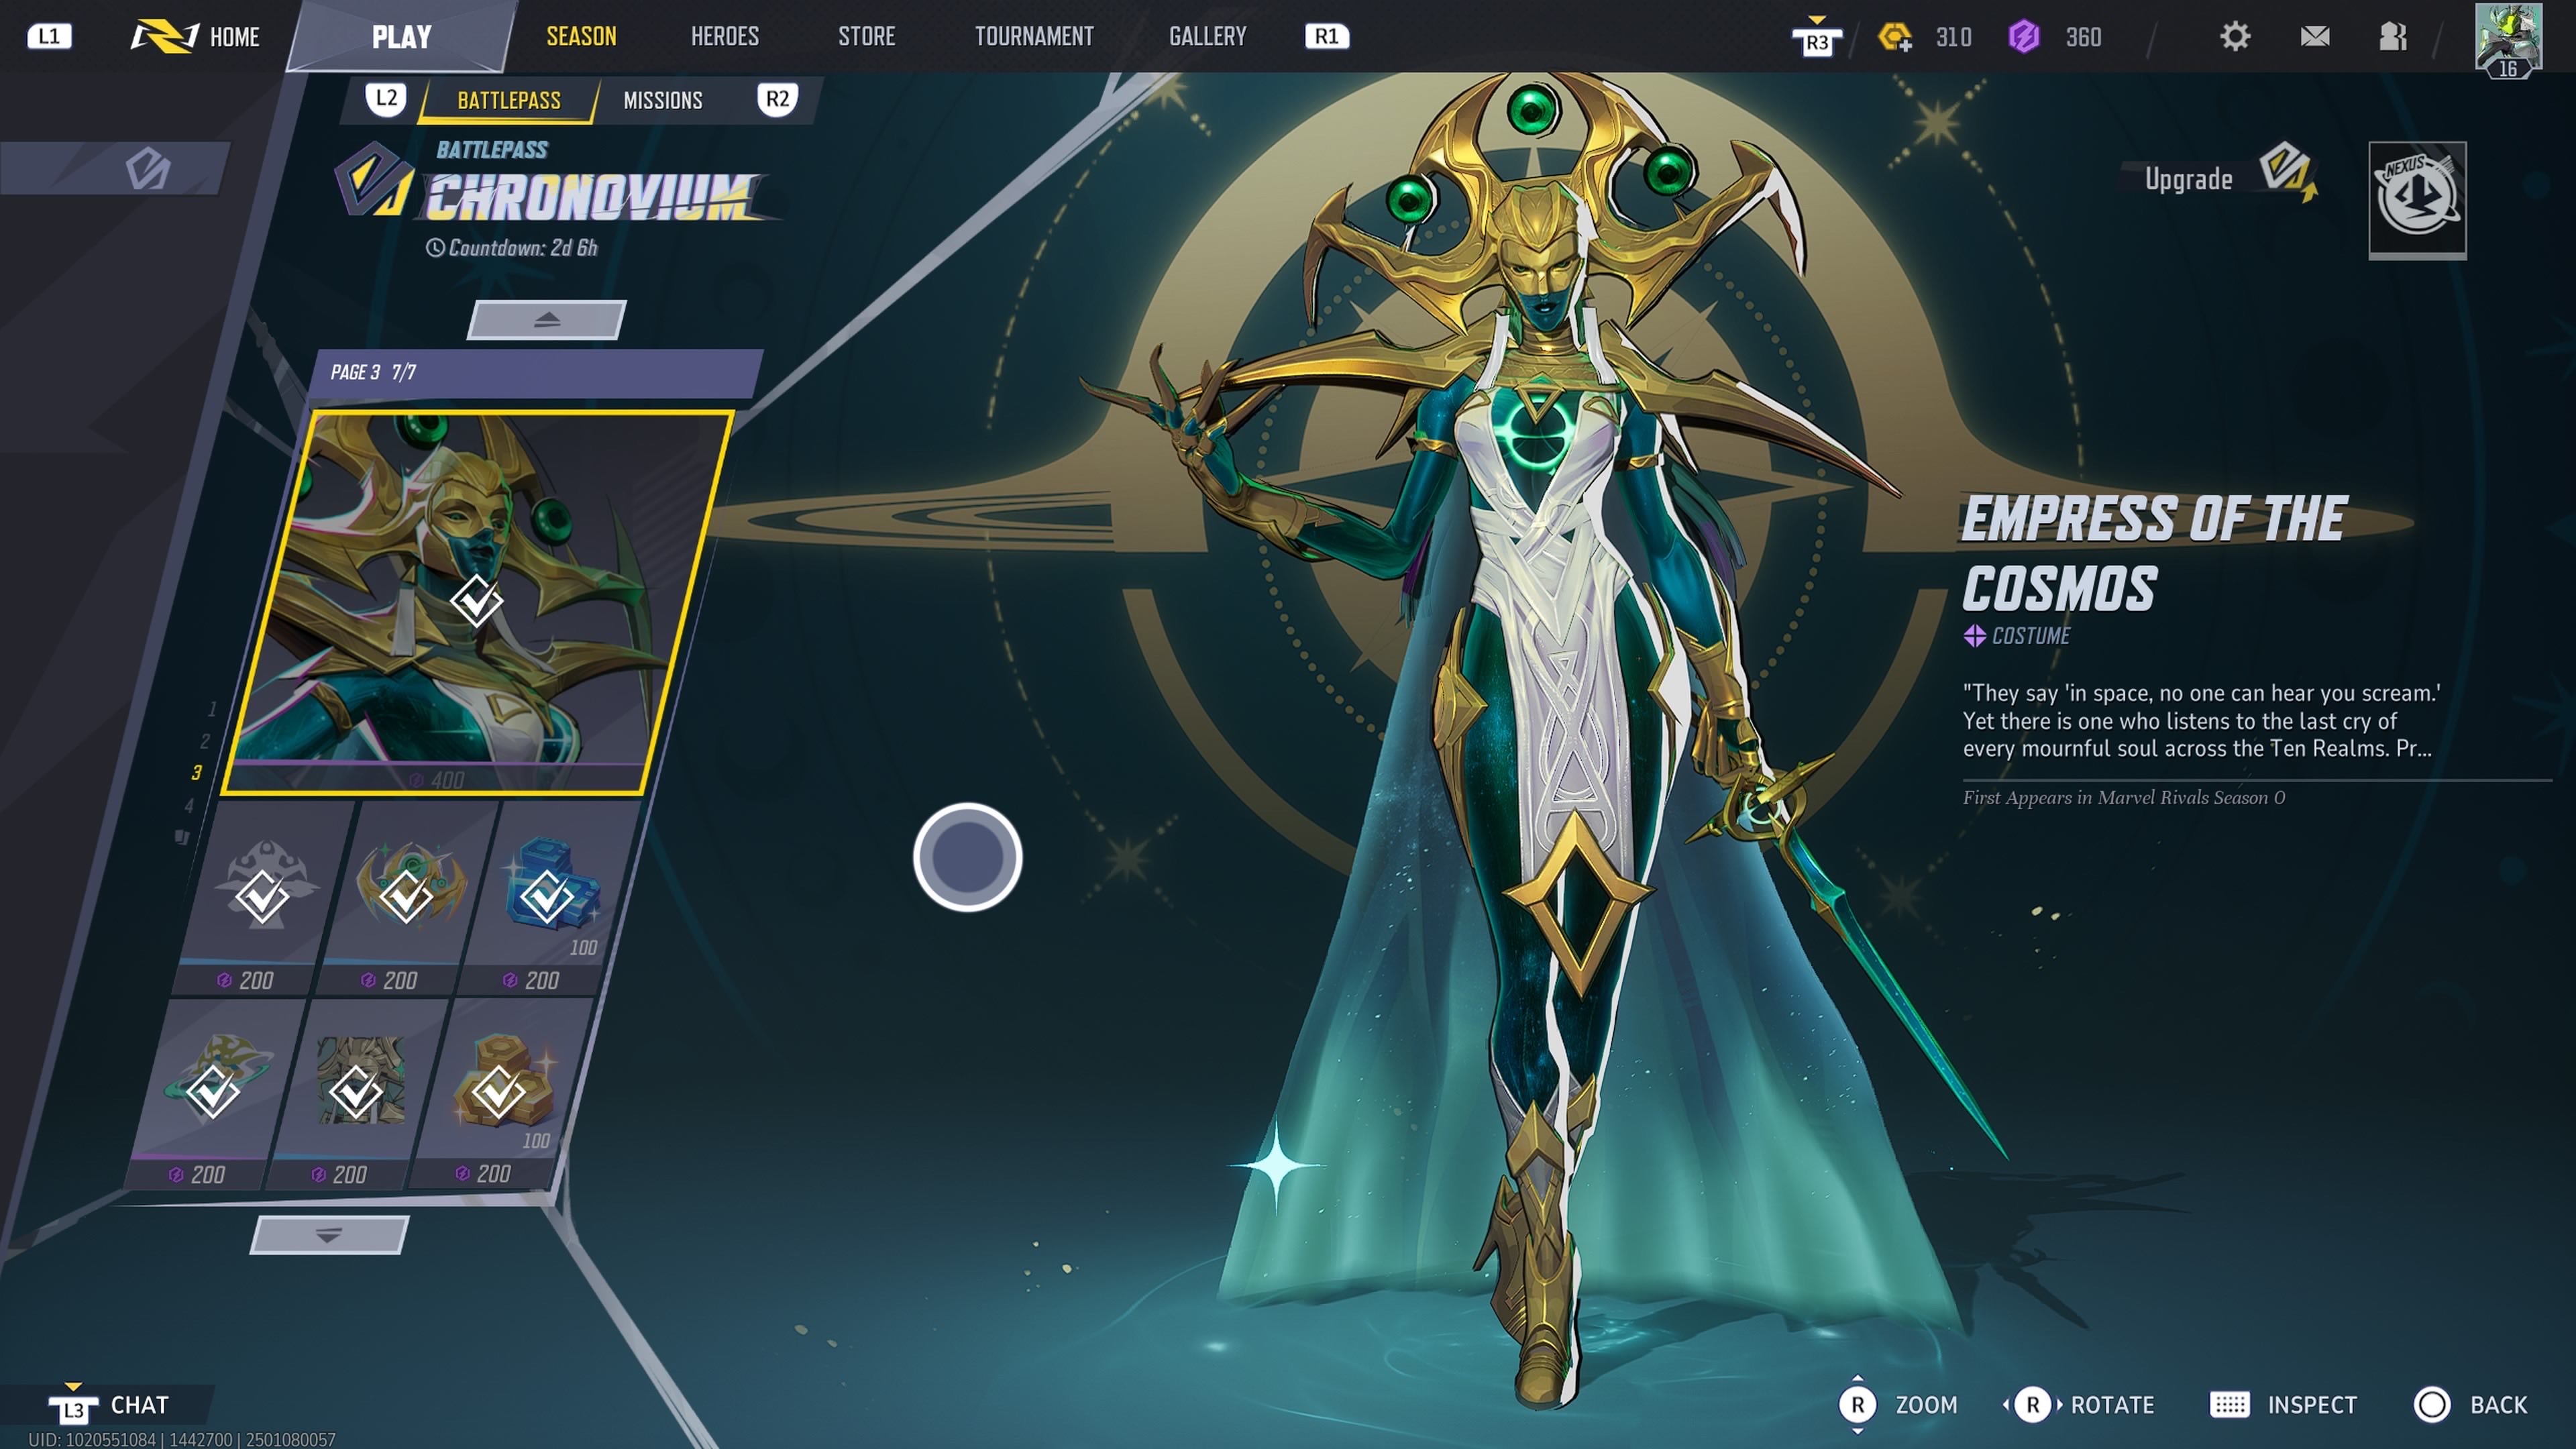 L1
HOME
PLAY
SEASON
HEROES
STORE
TOURNAMENT
GALLERY
R1
R3
310
360
16
L2
BATTLEPASS
MISSIONS
R2
BATTLEPASS
CHRONOVIUM
Countdown: 2d 6h
Upgrade
NEXUS
PAGE 3 7/7
400
1
2
3
4
100
200
200
200
100
200
200
200
EMPRESS OF THE
COSMOS
COSTUME
"They say 'in space, no one can hear you scream.'
Yet there is one who listens to the last cry of
every mournful soul across the Ten Realms. Pr...
First Appears in Marvel Rivals Season 0
L3
CHAT
R
ZOOM
R
ROTATE
INSPECT
BACK
UID: 1020551084 | 1442700 | 2501080057